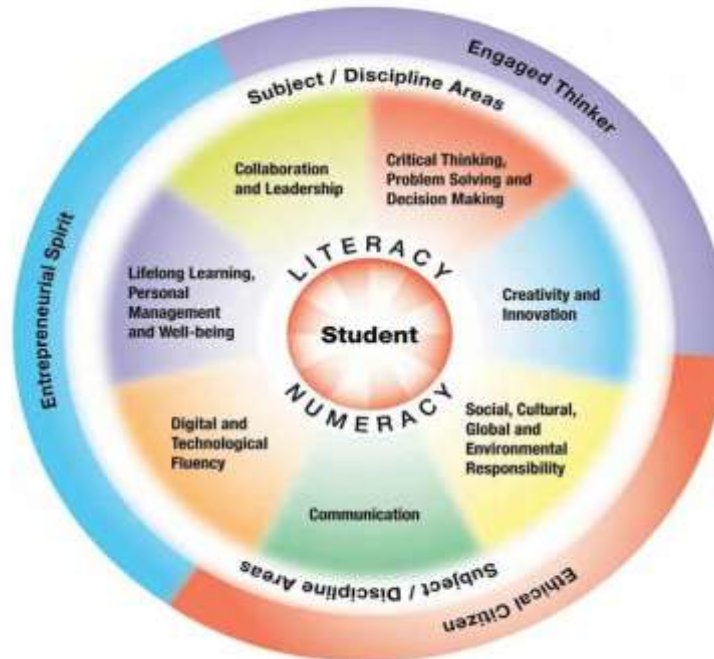 Engaged Thinker
Subject / Discipline Areas
Collaboration
and Leadership
Critical Thinking,
Problem Solving and
Decision Making
Entrepreneurial Spirit
Lifelong Learning,
Personal
Management
and Well-being
LITERACY
Student
NUMERACY
Creativity and
Innovation
Digital and
Technological
Fluency
Social, Cultural,
Global and
Environmental
Responsibility
Communication
Subject / Discipline Areas
Ethical Citizen